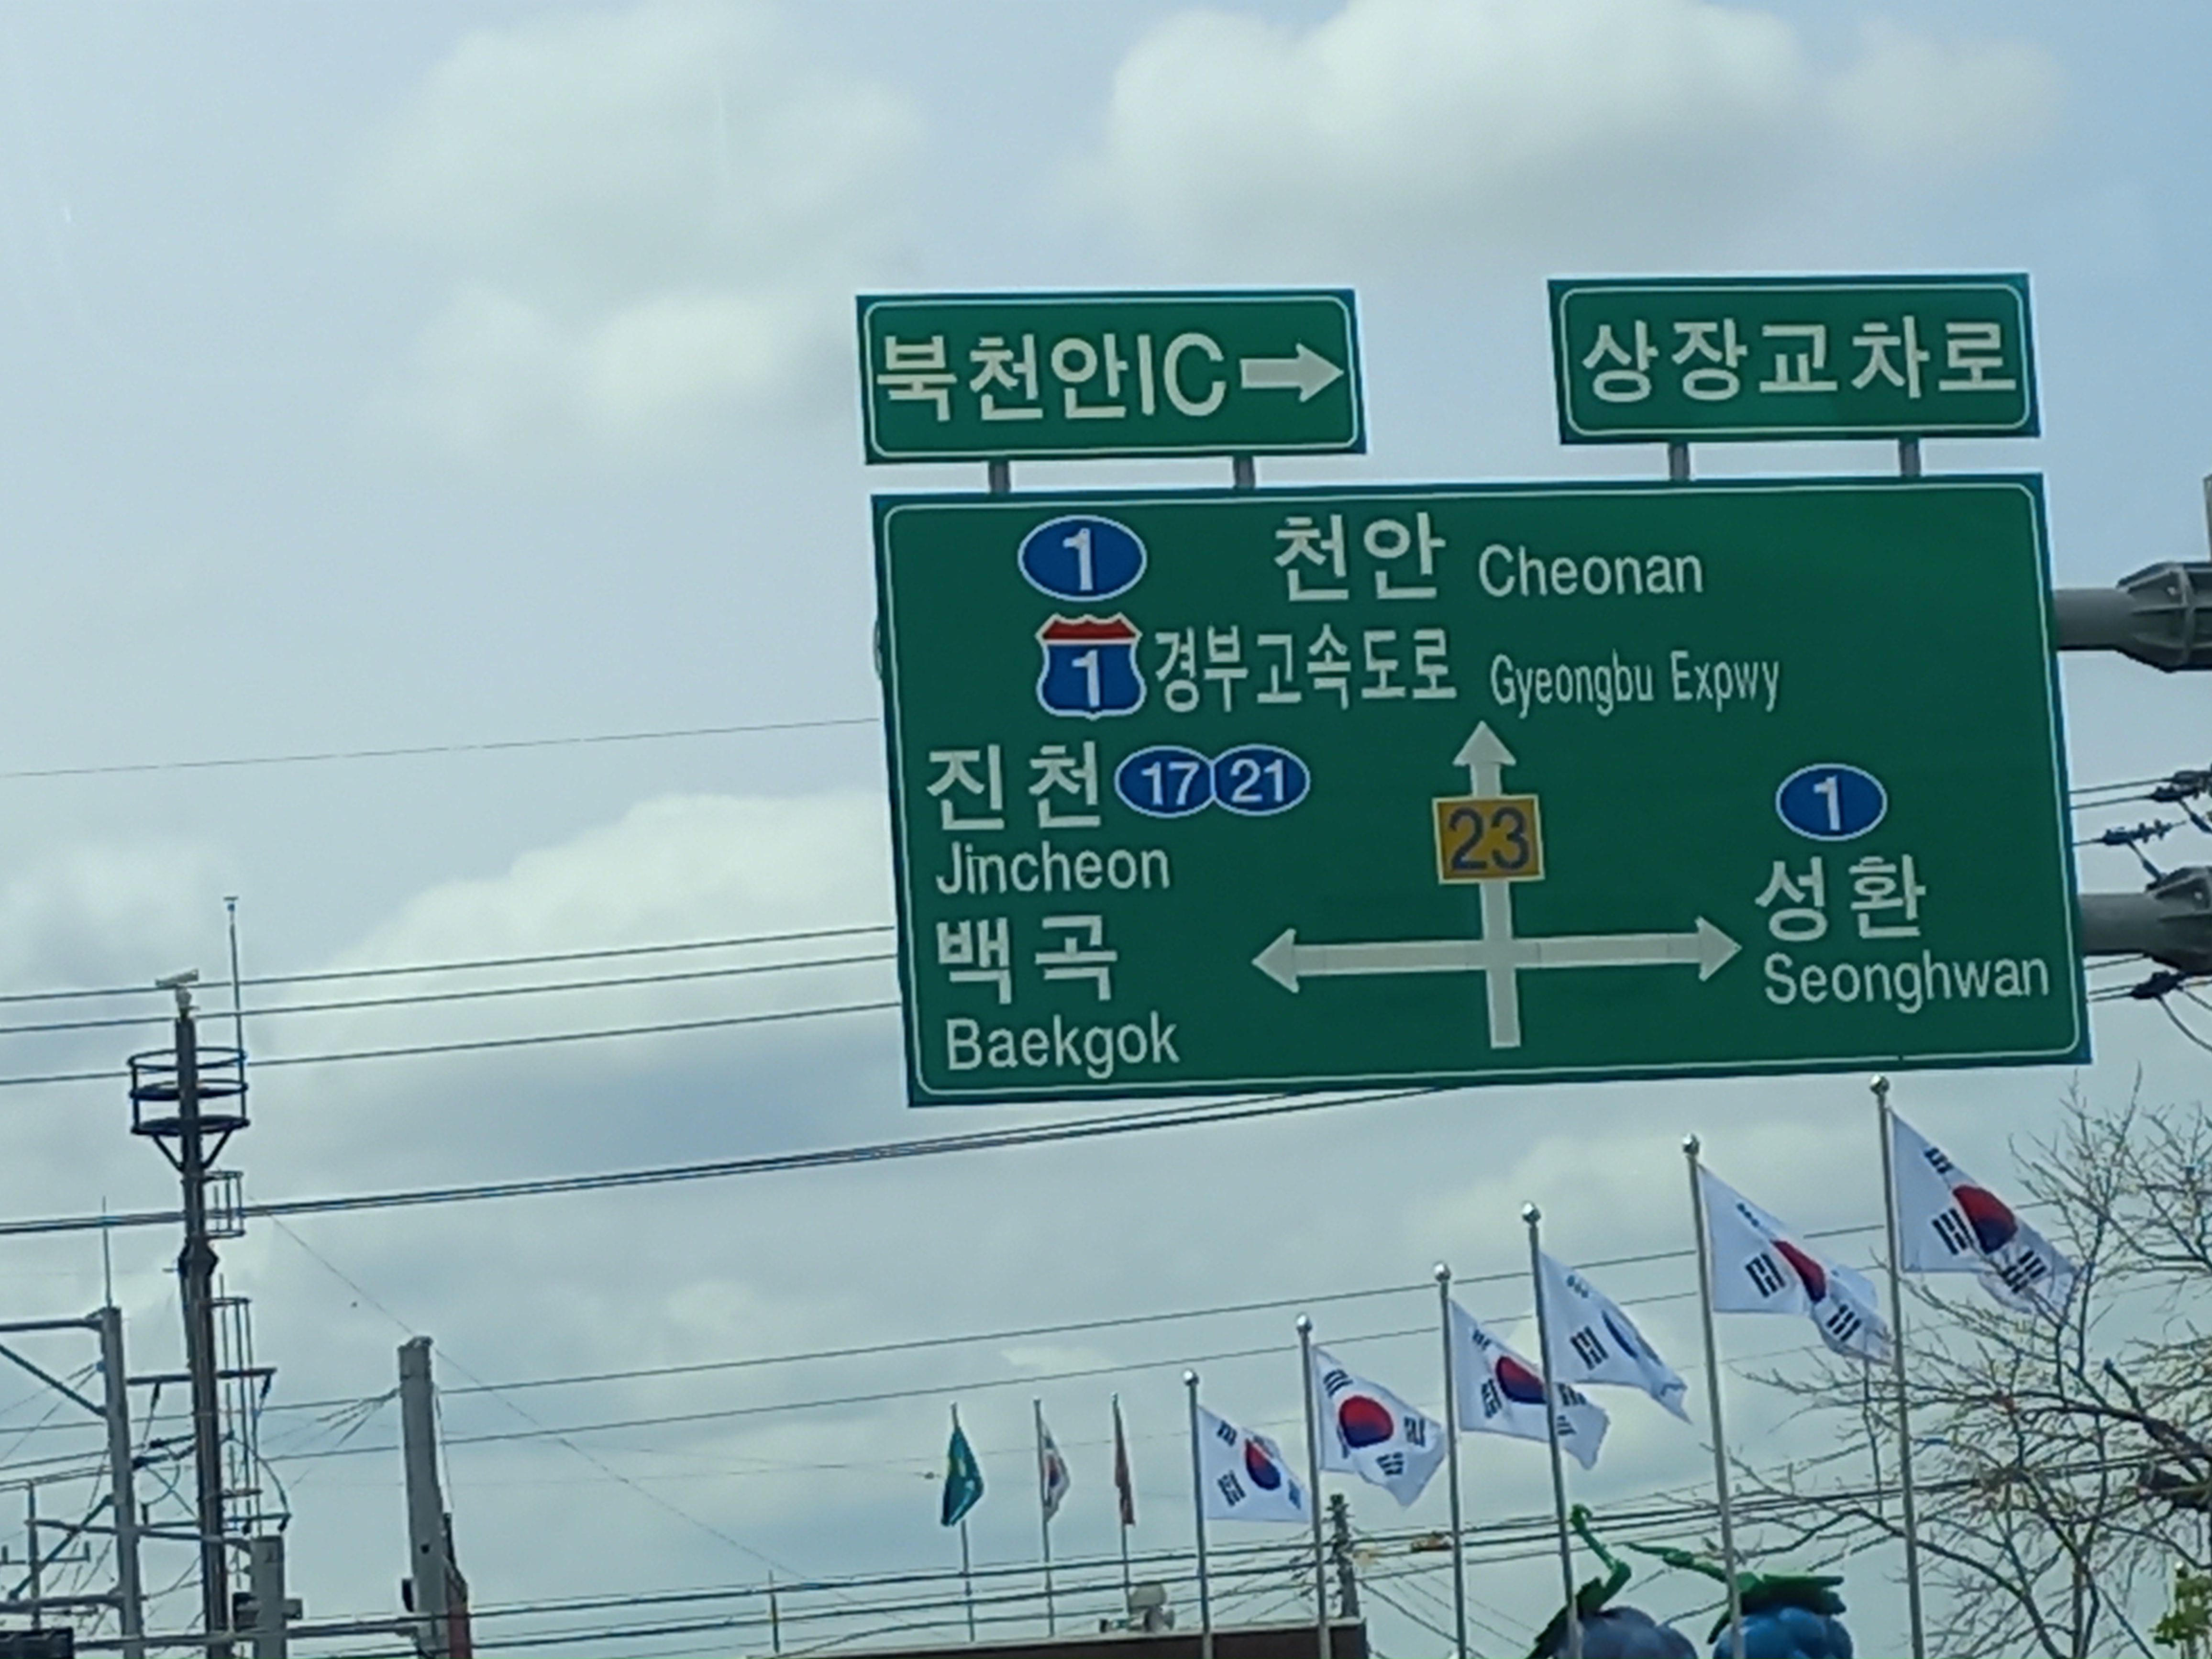 북천안IC
상장교차로
1 천안 Cheonan
1 경부고속도로 Gyeongbu Expwy
진천 17 21
Jincheon
백곡
Baekgok
23
1
성환
Seonghwan